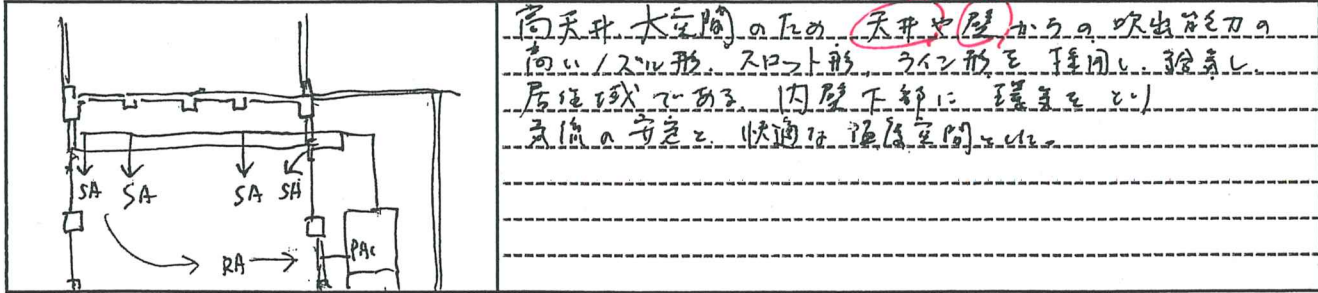 高天井、大空間のため 天井や壁からの吹出能力の
高いノズル形、スロット形、ライン形を採用し、給気し、
居住域である、内壁下部に還気をとり
気流の安定と、快適な温度空間とした。
SA SA SA SA
PAC
RA